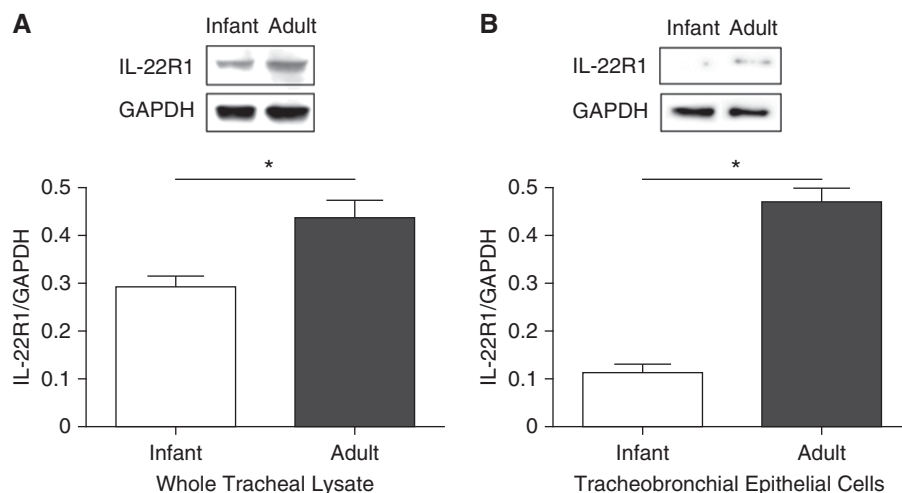 A
Infant Adult
IL-22R1
GAPDH
*
0.5
0.4
0.3
0.2
0.1
0
IL-22R1/GAPDH
Infant Adult
Whole Tracheal Lysate
B
Infant Adult
IL-22R1
GAPDH
*
0.5
0.4
0.3
0.2
0.1
0
IL-22R1/GAPDH
Infant Adult
Tracheobronchial Epithelial Cells